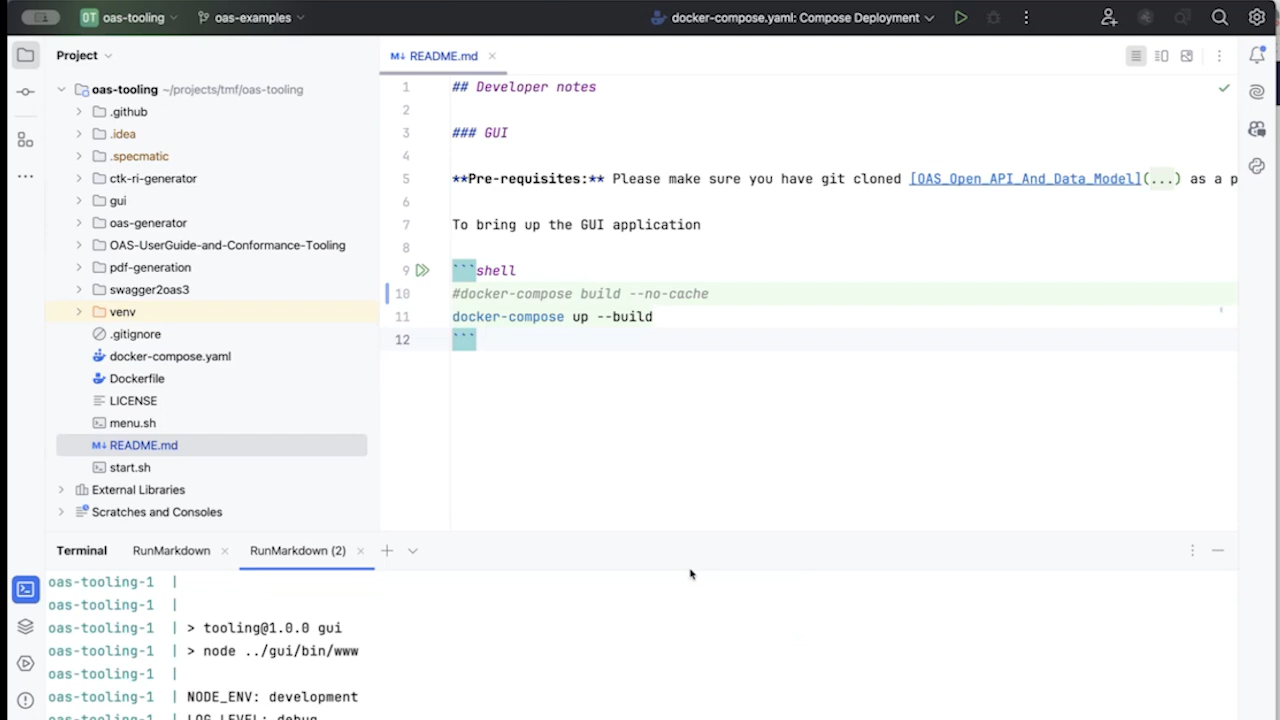 OT oas-tooling oas-examples docker-compose.yaml: Compose Deployment
Project
README.md
oas-tooling ~/projects/tmf/oas-tooling
.github
.idea
.specmatic
ctk-ri-generator
gui
oas-generator
OAS-UserGuide-and-Conformance-Tooling
pdf-generation
swagger2oas3
venv
.gitignore
docker-compose.yaml
Dockerfile
LICENSE
menu.sh
M↓ README.md
start.sh
External Libraries
Scratches and Consoles
1 ## Developer notes
2
3 ### GUI
4
5 **Pre-requisites:** Please make sure you have git cloned [OAS_Open_API_And_Data_Model](...) as a p
6
7 To bring up the GUI application
8
9 ```shell
10 #docker-compose build --no-cache
11 docker-compose up --build
12 ```
Terminal RunMarkdown RunMarkdown (2)
oas-tooling-1 |
oas-tooling-1 |
oas-tooling-1 | > tooling@1.0.0 gui
oas-tooling-1 | > node ../gui/bin/www
oas-tooling-1 |
oas-tooling-1 | NODE_ENV: development
oas-tooling-1 | LOG_LEVEL: debug